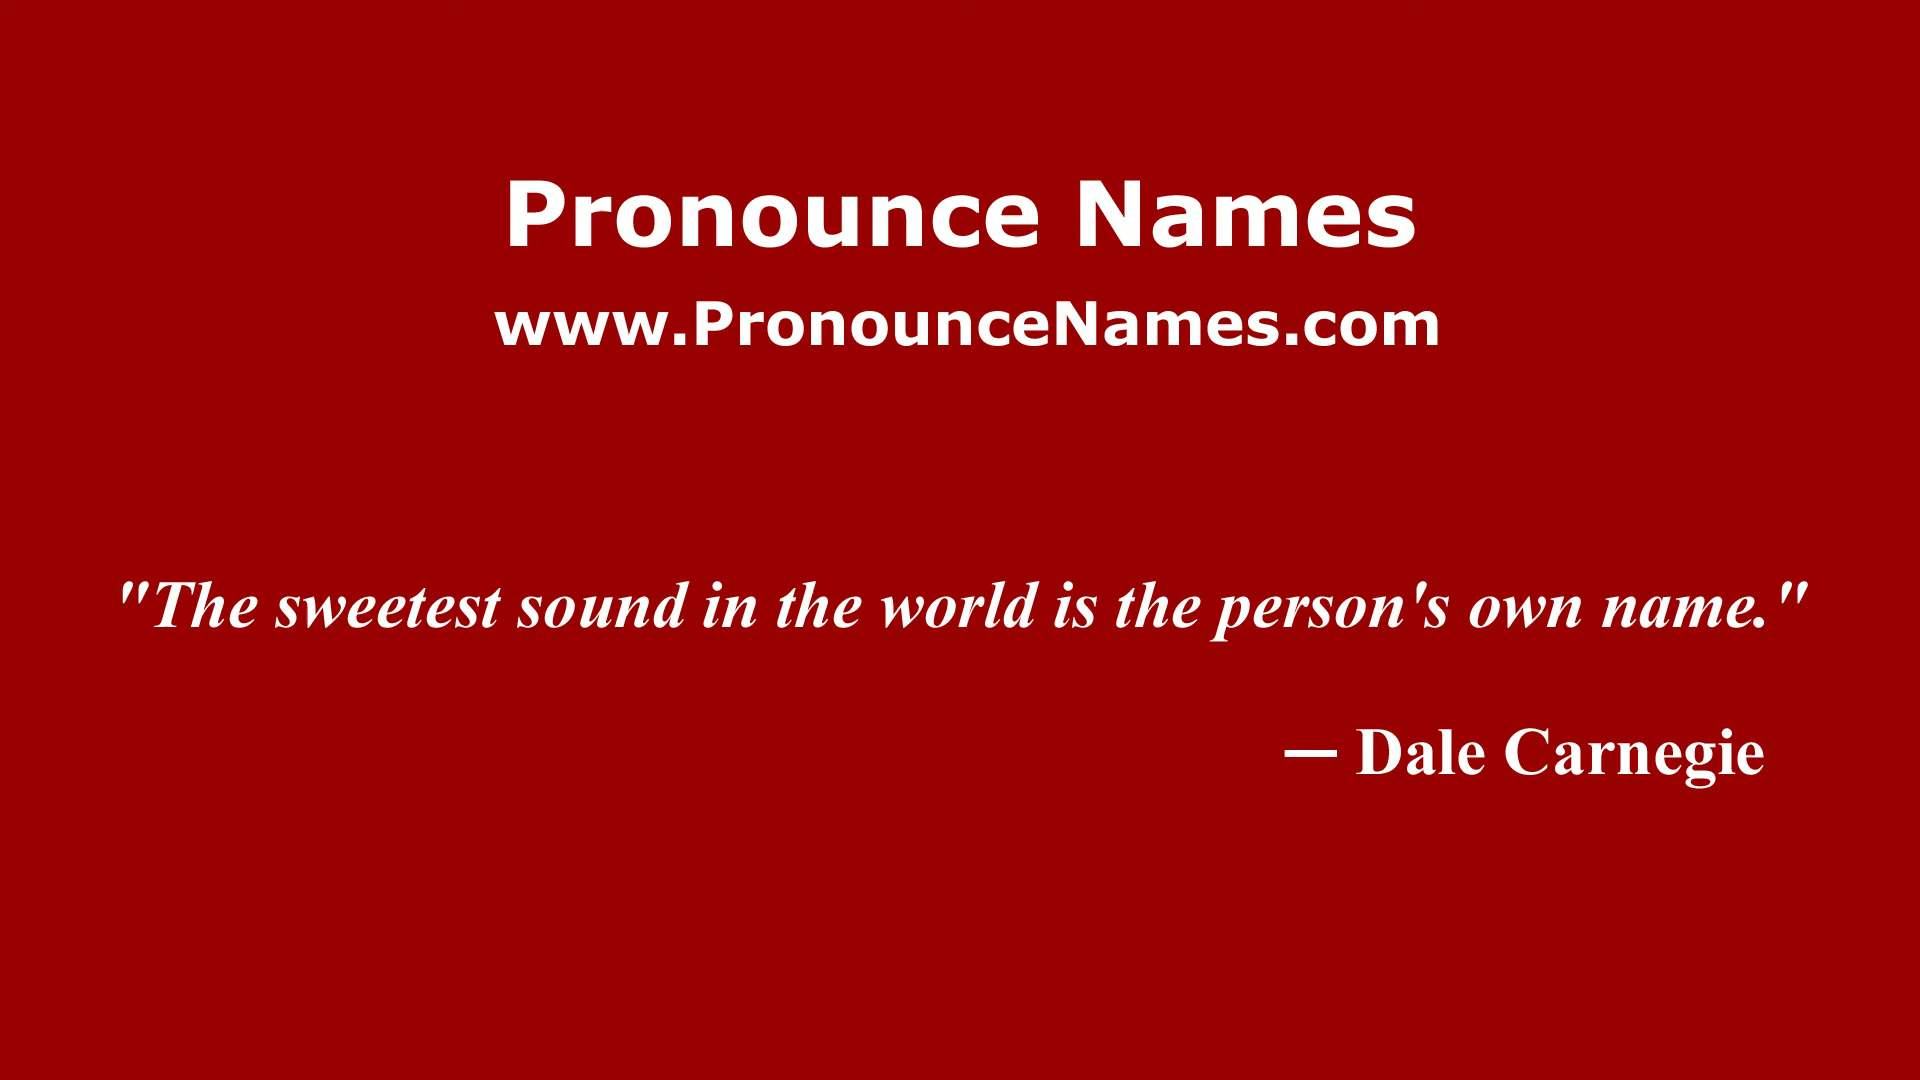 Pronounce Names
www.PronounceNames.com
"The sweetest sound in the world is the person's own name."
— Dale Carnegie